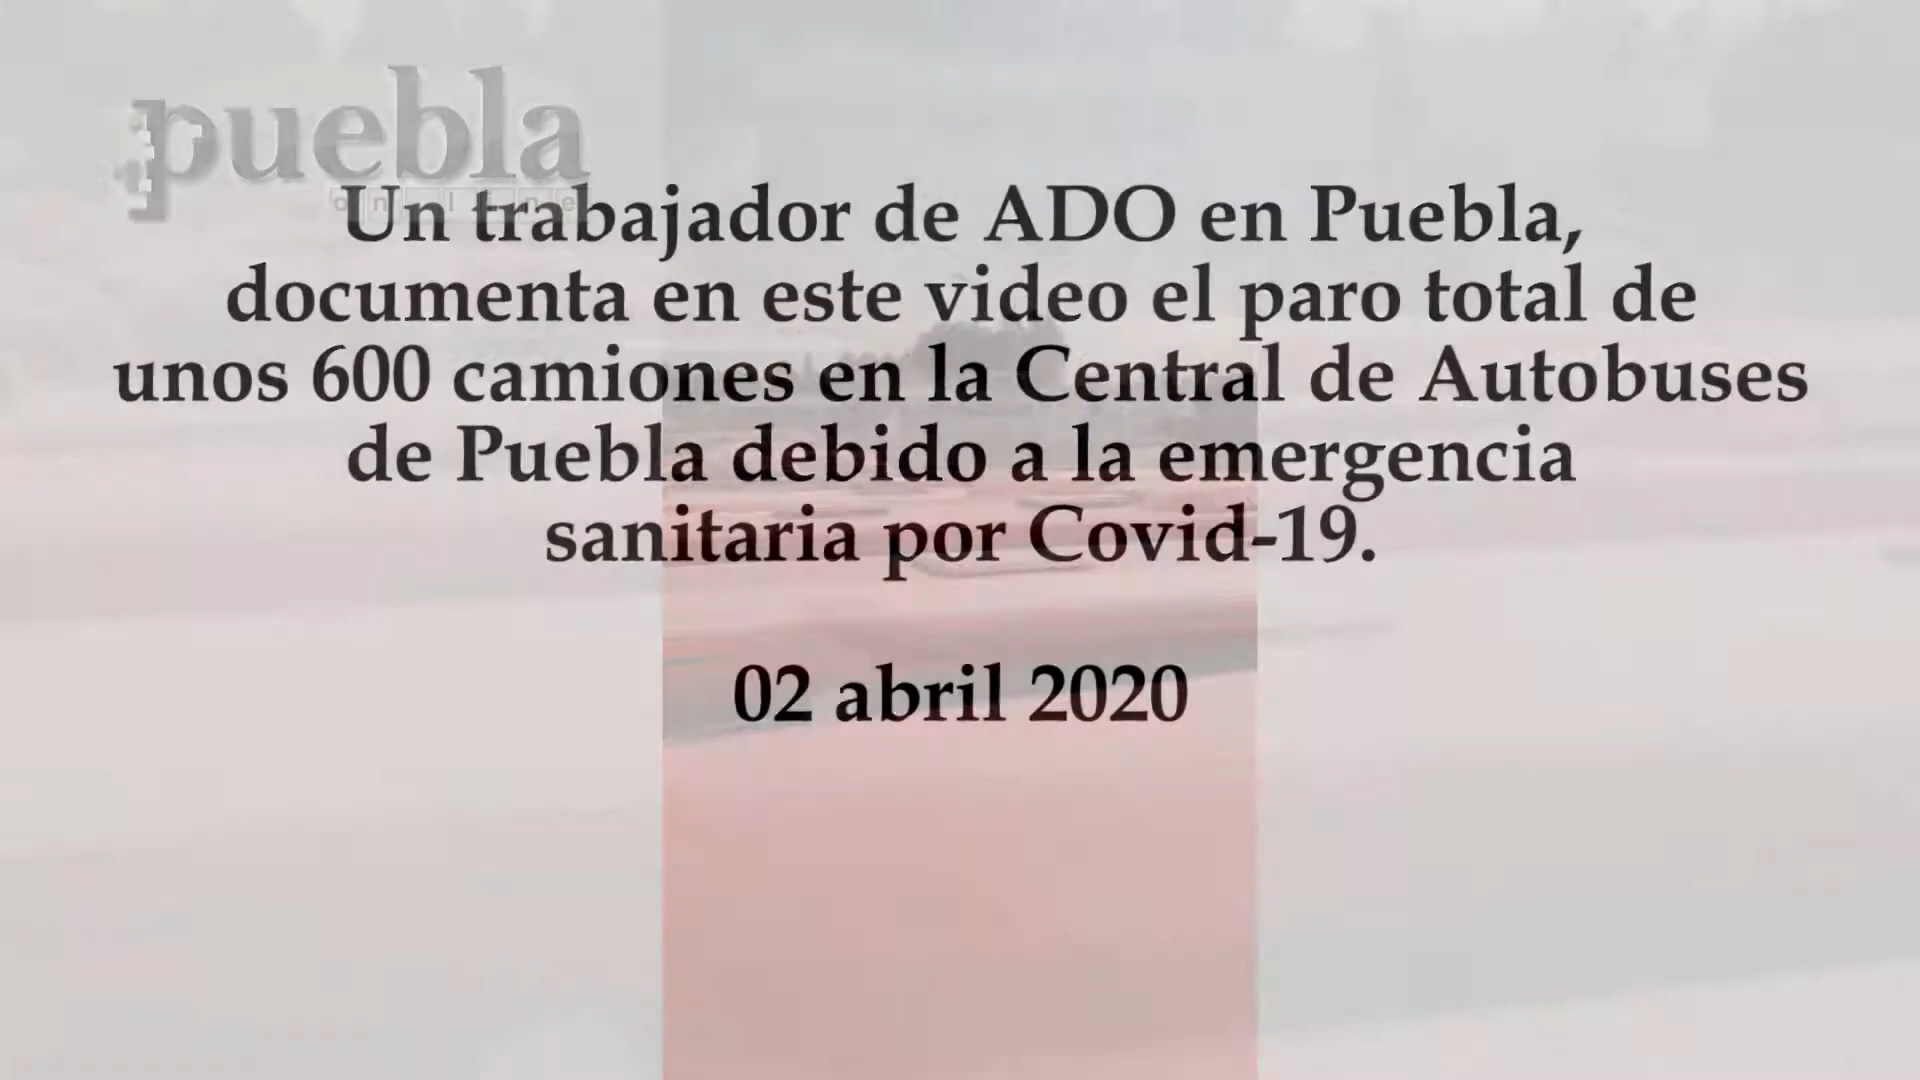 puebla
online
Un trabajador de ADO en Puebla,
documenta en este video el paro total de
unos 600 camiones en la Central de Autobuses
de Puebla debido a la emergencia
sanitaria por Covid-19.
02 abril 2020